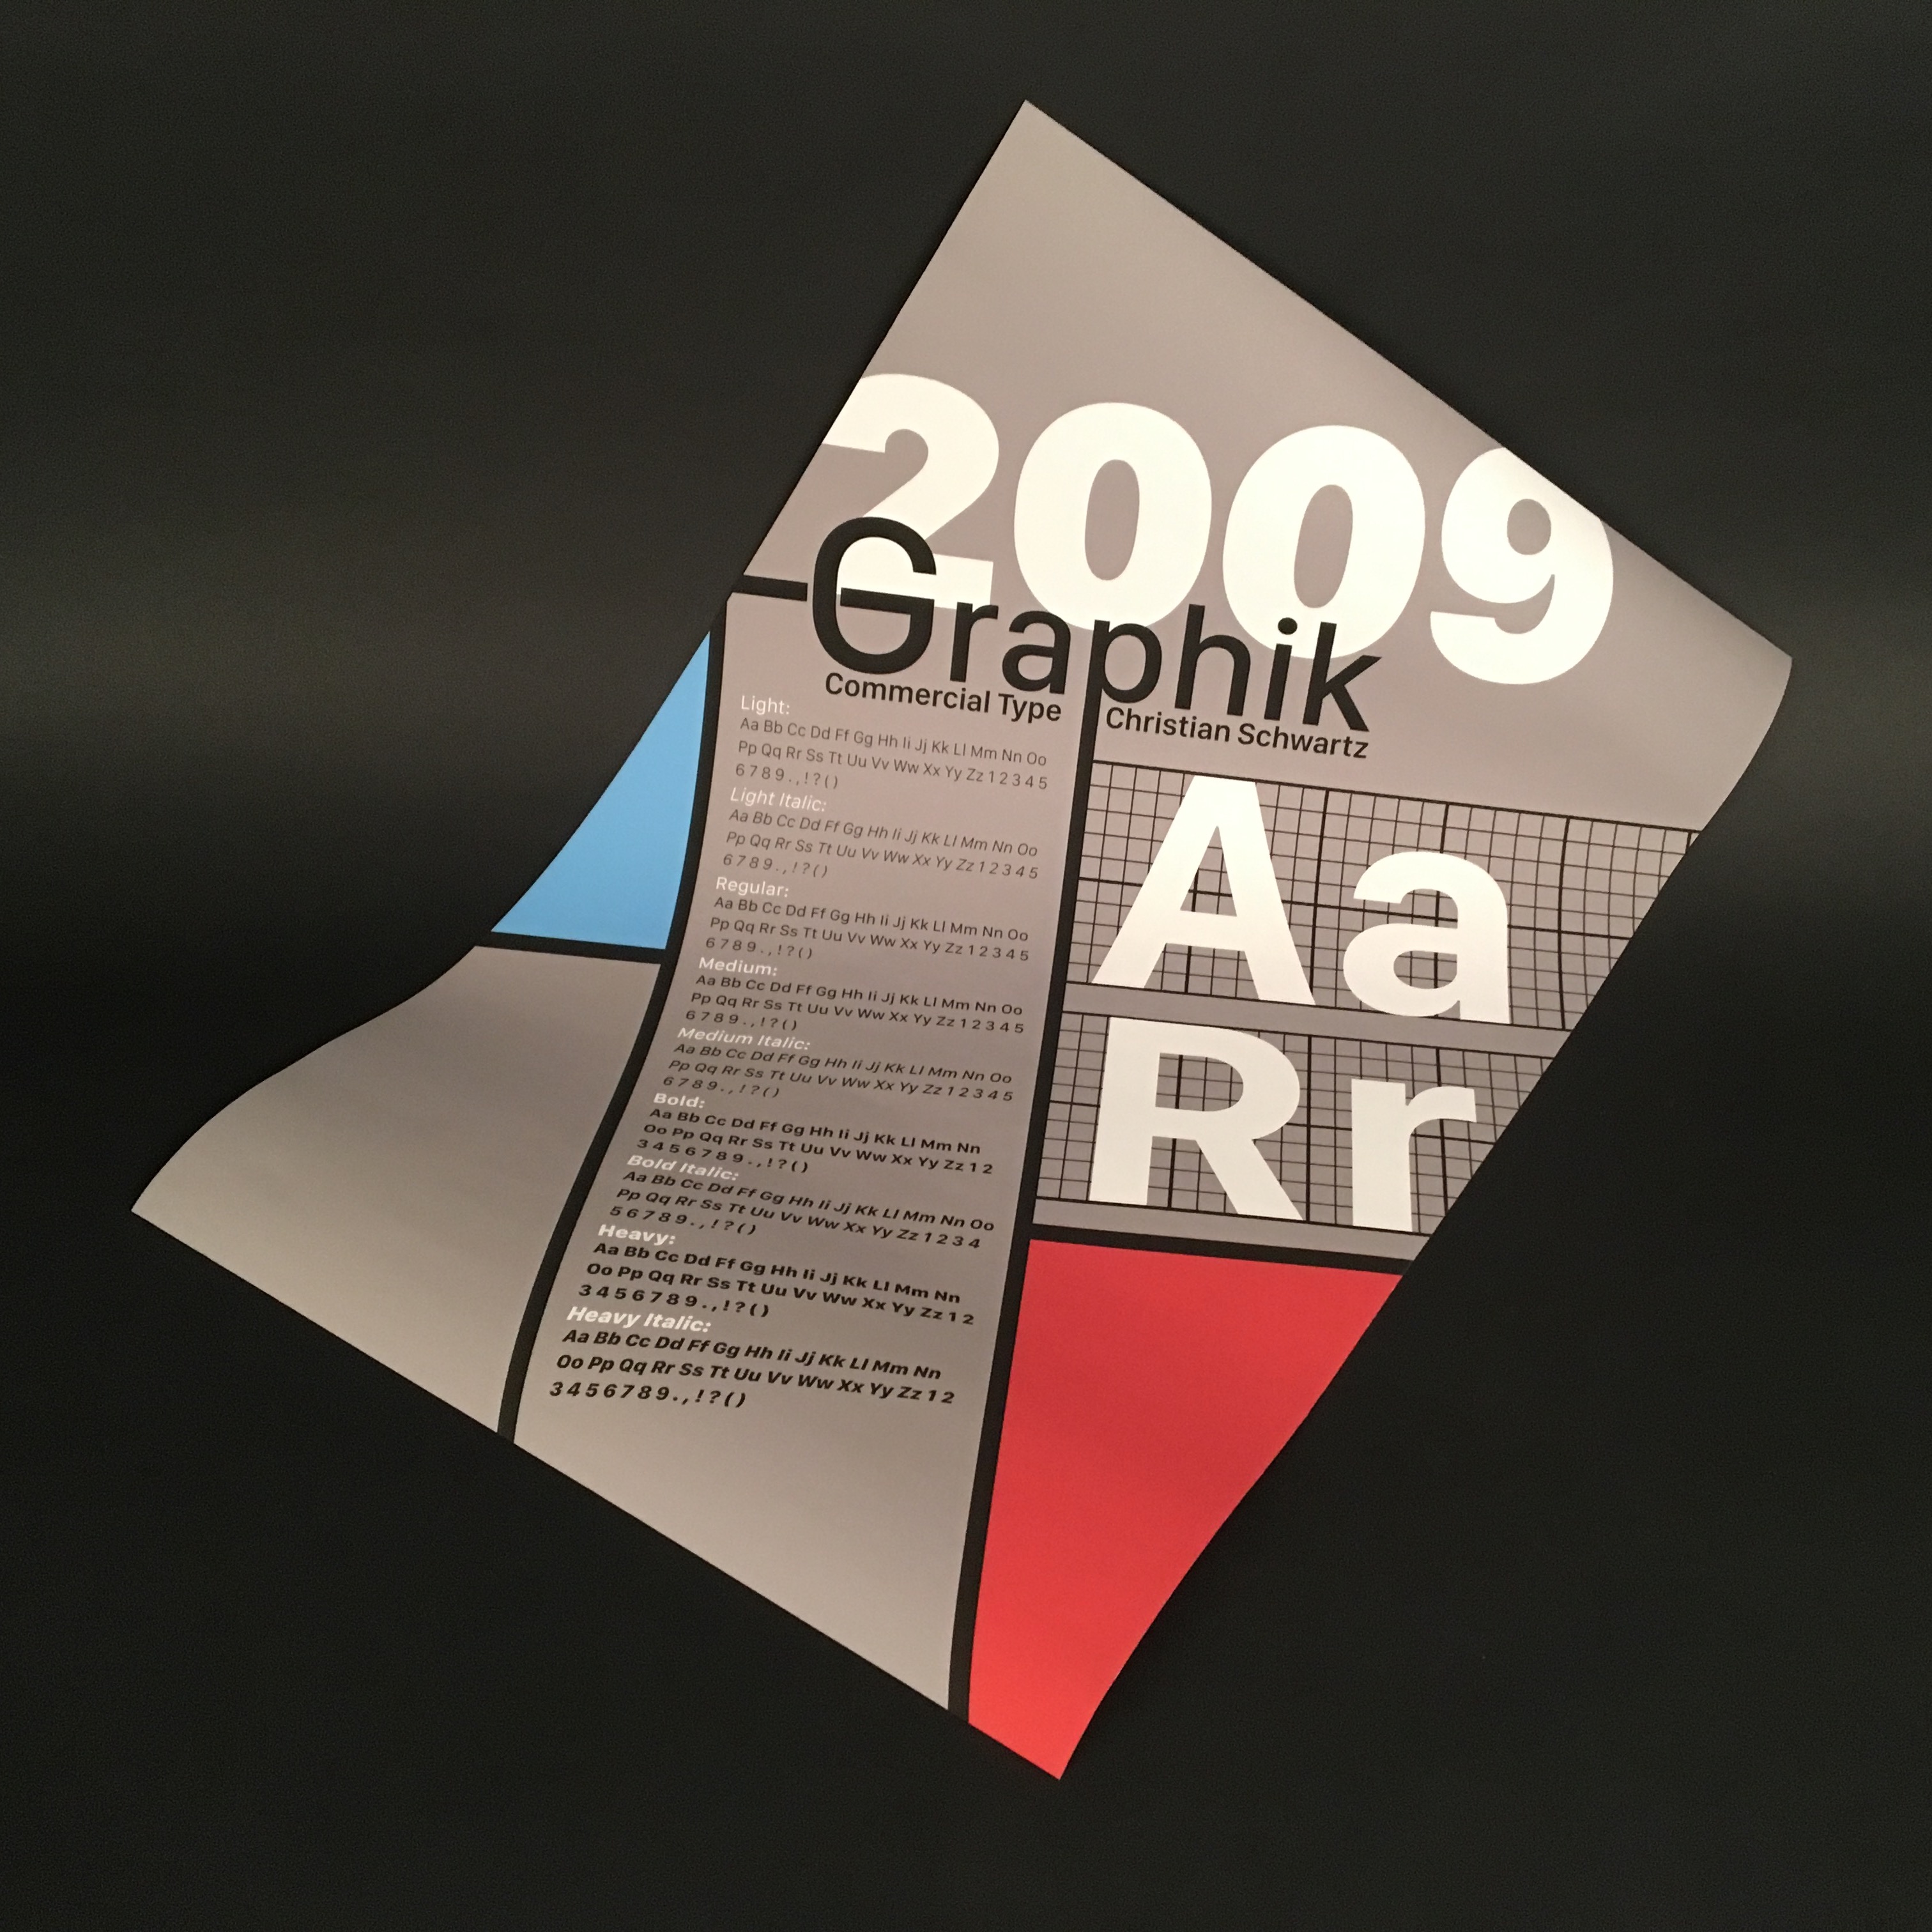 2009
Graphik
Commercial Type
Christian Schwartz
Light:
Aa Bb Cc Dd Ff Gg Hh Ii Jj Kk Ll Mm Nn Oo
Pp Qq Rr Ss Tt Uu Vv Ww Xx Yy Zz 1 2 3 4 5
6 7 8 9 . , ! ? ( )
Light Italic:
Aa Bb Cc Dd Ff Gg Hh Ii Jj Kk Ll Mm Nn Oo
Pp Qq Rr Ss Tt Uu Vv Ww Xx Yy Zz 1 2 3 4 5
6 7 8 9 . , ! ? ( )
Regular:
Aa Bb Cc Dd Ff Gg Hh Ii Jj Kk Ll Mm Nn Oo
Pp Qq Rr Ss Tt Uu Vv Ww Xx Yy Zz 1 2 3 4 5
6 7 8 9 . , ! ? ( )
Medium:
Aa Bb Cc Dd Ff Gg Hh Ii Jj Kk Ll Mm Nn Oo
Pp Qq Rr Ss Tt Uu Vv Ww Xx Yy Zz 1 2 3 4 5
6 7 8 9 . , ! ? ( )
Medium Italic:
Aa Bb Cc Dd Ff Gg Hh Ii Jj Kk Ll Mm Nn Oo
Pp Qq Rr Ss Tt Uu Vv Ww Xx Yy Zz 1 2 3 4 5
6 7 8 9 . , ! ? ( )
Bold:
Aa Bb Cc Dd Ff Gg Hh Ii Jj Kk Ll Mm Nn
Oo Pp Qq Rr Ss Tt Uu Vv Ww Xx Yy Zz 1 2
3 4 5 6 7 8 9 . , ! ? ( )
Bold Italic:
Aa Bb Cc Dd Ff Gg Hh Ii Jj Kk Ll Mm Nn Oo
Pp Qq Rr Ss Tt Uu Vv Ww Xx Yy Zz 1 2 3 4
5 6 7 8 9 . , ! ? ( )
Heavy:
Aa Bb Cc Dd Ff Gg Hh Ii Jj Kk Ll Mm Nn
Oo Pp Qq Rr Ss Tt Uu Vv Ww Xx Yy Zz 1 2
3 4 5 6 7 8 9 . , ! ? ( )
Heavy Italic:
Aa Bb Cc Dd Ff Gg Hh Ii Jj Kk Ll Mm Nn
Oo Pp Qq Rr Ss Tt Uu Vv Ww Xx Yy Zz 1 2
3 4 5 6 7 8 9 . , ! ? ( )
Aa
Rr